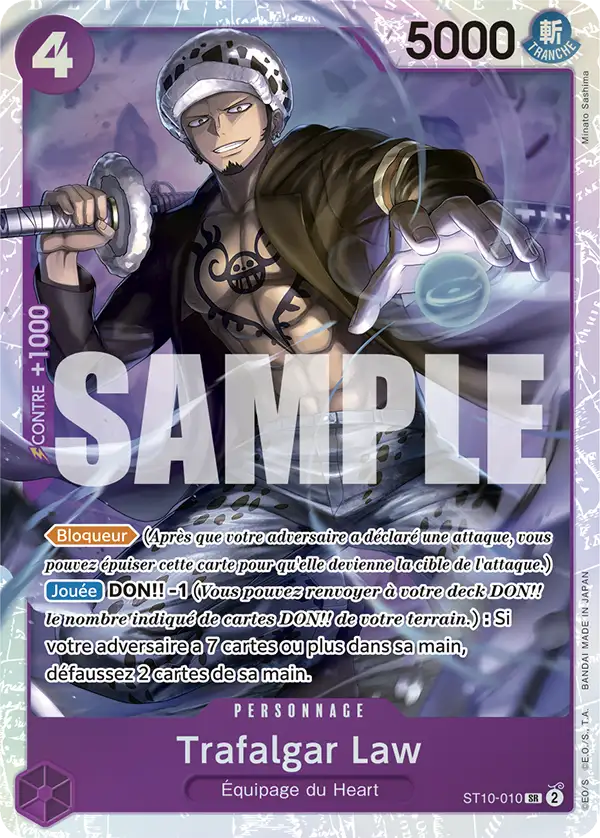 4
5000
斬
TRANCHE
Minato Sashima
CONTRE +1000
SAMPLE
Bloqueur (Après que votre adversaire a déclaré une attaque, vous
pouvez épuiser cette carte pour qu'elle devienne la cible de l'attaque.)
Jouée DON!! -1 (Vous pouvez renvoyer à votre deck DON!!
le nombre indiqué de cartes DON!! de votre terrain.) : Si
votre adversaire a 7 cartes ou plus dans sa main,
défaussez 2 cartes de sa main.
PERSONNAGE
Trafalgar Law
Équipage du Heart
ST10-010 SR 2
©EO/S ©E.O./S., T.A. BANDAI MADE IN JAPAN